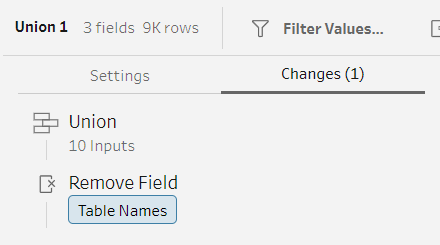 Union 1 3 fields 9K rows Filter Values...
Settings Changes (1)
Union
10 Inputs
Remove Field
Table Names